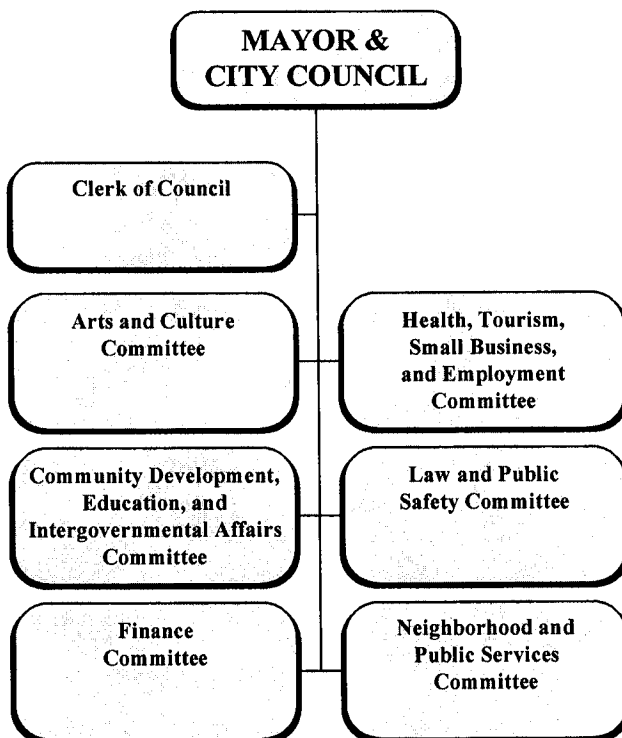 MAYOR &
CITY COUNCIL
Clerk of Council
Arts and Culture
Committee
Health, Tourism,
Small Business,
and Employment
Committee
Community Development,
Education, and
Intergovernmental Affairs
Committee
Law and Public
Safety Committee
Finance
Committee
Neighborhood and
Public Services
Committee